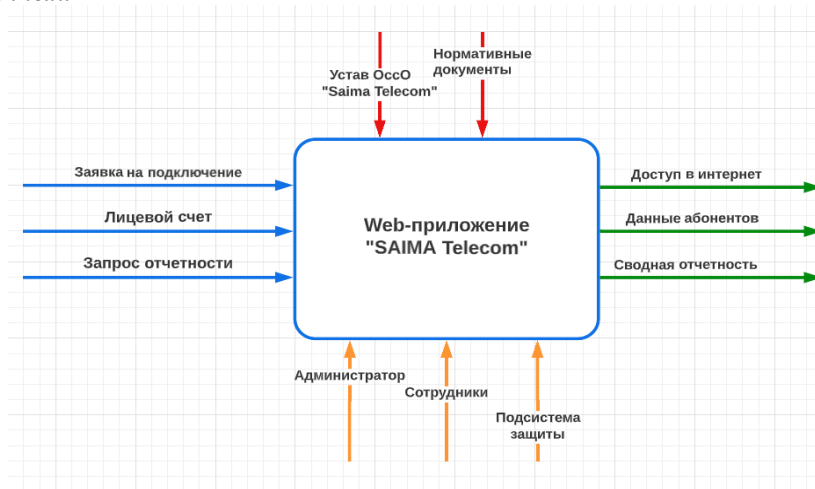 Устав ОссО
"Saima Telecom"
Нормативные
документы
Заявка на подключение
Лицевой счет
Запрос отчетности
Web-приложение
"SAIMA Telecom"
Доступ в интернет
Данные абонентов
Сводная отчетность
Администратор
Сотрудники
Подсистема
защиты